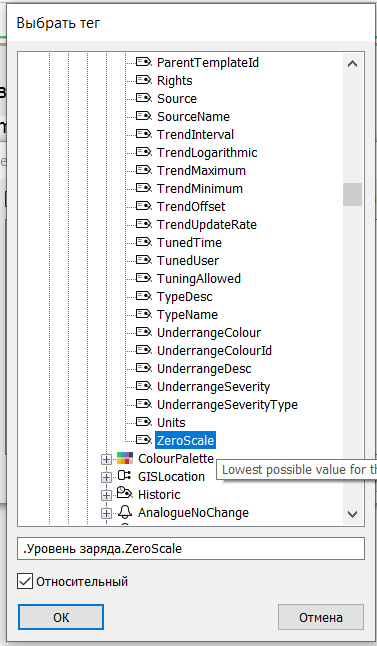 Выбрать тег
ParentTemplateId
Rights
Source
SourceName
TrendInterval
TrendLogarithmic
TrendMaximum
TrendMinimum
TrendOffset
TrendUpdateRate
TunedTime
TunedUser
TuningAllowed
TypeDesc
TypeName
UnderrangeColour
UnderrangeColourId
UnderrangeDesc
UnderrangeSeverity
UnderrangeSeverityType
Units
ZeroScale
ColourPalette
Lowest possible value for th
GISLocation
Historic
AnalogueNoChange
.Уровень заряда.ZeroScale
Относительный
ОК
Отмена